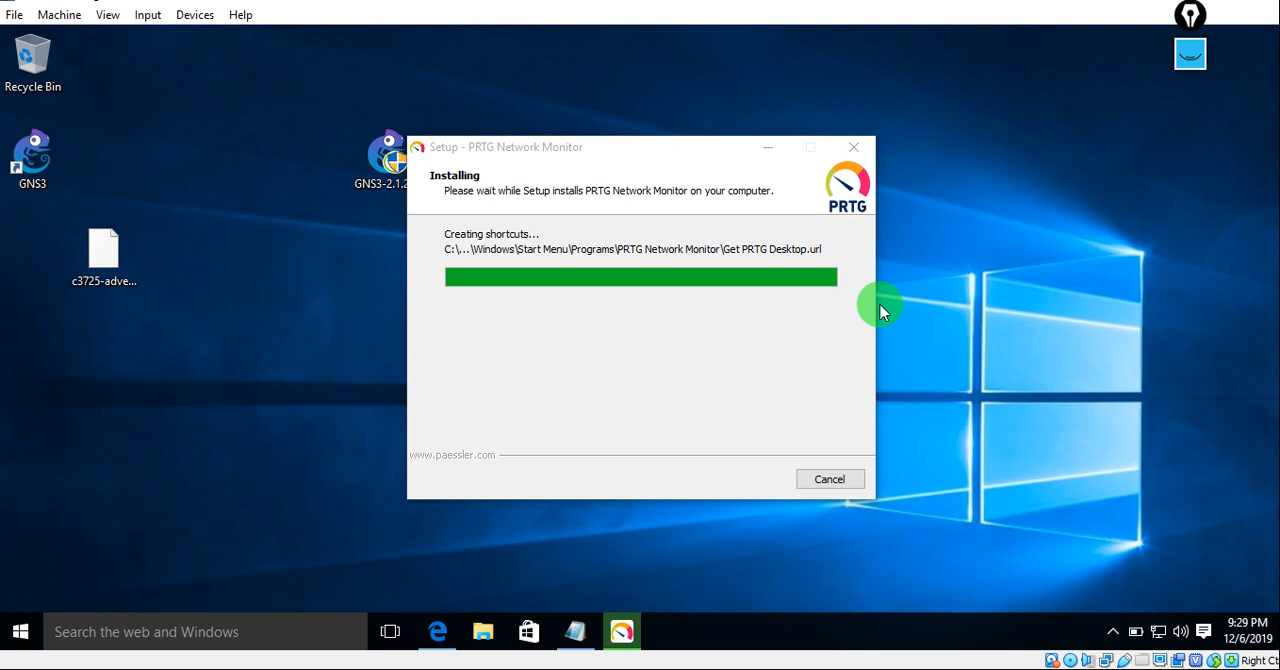 File Machine View Input Devices Help
Recycle Bin
GNS3
GNS3-2.1.2
c3725-adve...
Setup - PRTG Network Monitor
Installing
Please wait while Setup installs PRTG Network Monitor on your computer.
PRTG
Creating shortcuts...
C:\...\Windows\Start Menu\Programs\PRTG Network Monitor\Get PRTG Desktop.url
www.paessler.com
Cancel
Search the web and Windows
9:29 PM
12/6/2019
Right Ct